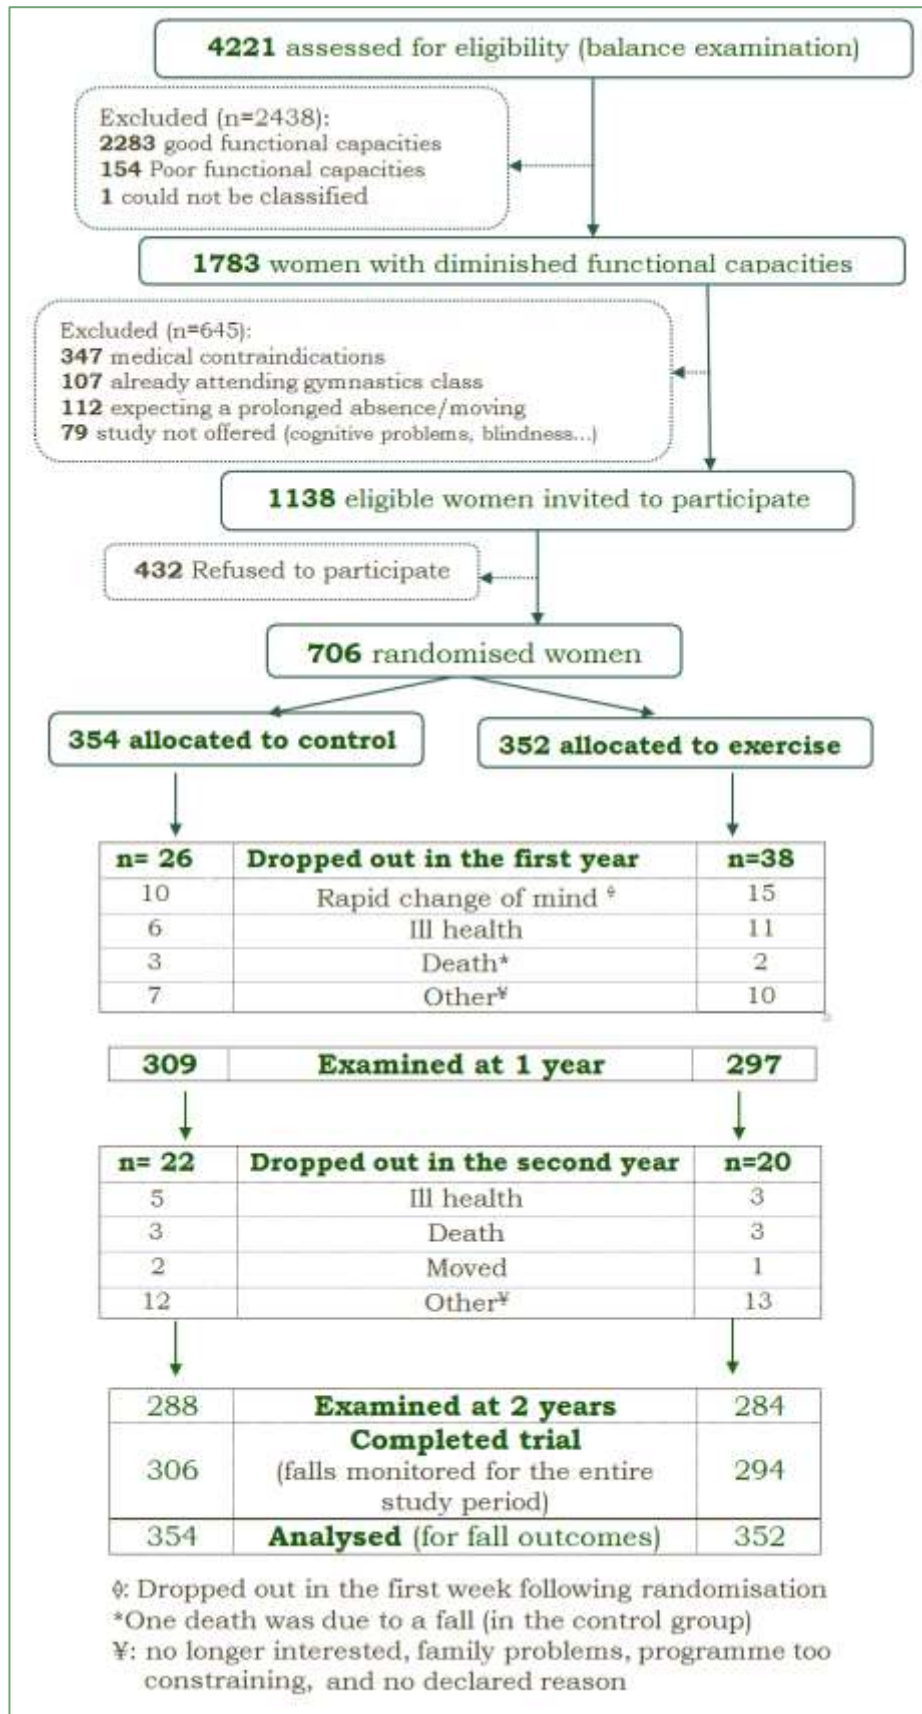 4221 assessed for eligibility (balance examination)
Excluded (n=2438):
2283 good functional capacities
154 Poor functional capacities
1 could not be classified
1783 women with diminished functional capacities
Excluded (n=645):
347 medical contraindications
107 already attending gymnastics class
112 expecting a prolonged absence/moving
79 study not offered (cognitive problems, blindness...)
1138 eligible women invited to participate
432 Refused to participate
706 randomised women
354 allocated to control
352 allocated to exercise
n= 26 Dropped out in the first year n=38
10 Rapid change of mind ⢀◊ 15
6 Ill health 11
3 Death* 2
7 Other¥ 10
309 Examined at 1 year 297
n= 22 Dropped out in the second year n=20
5 Ill health 3
3 Death 3
2 Moved 1
12 Other¥ 13
288 Examined at 2 years 284
Completed trial
306 (falls monitored for the entire 294
study period)
354 Analysed (for fall outcomes) 352
◊: Dropped out in the first week following randomisation
*One death was due to a fall (in the control group)
¥: no longer interested, family problems, programme too
constraining, and no declared reason